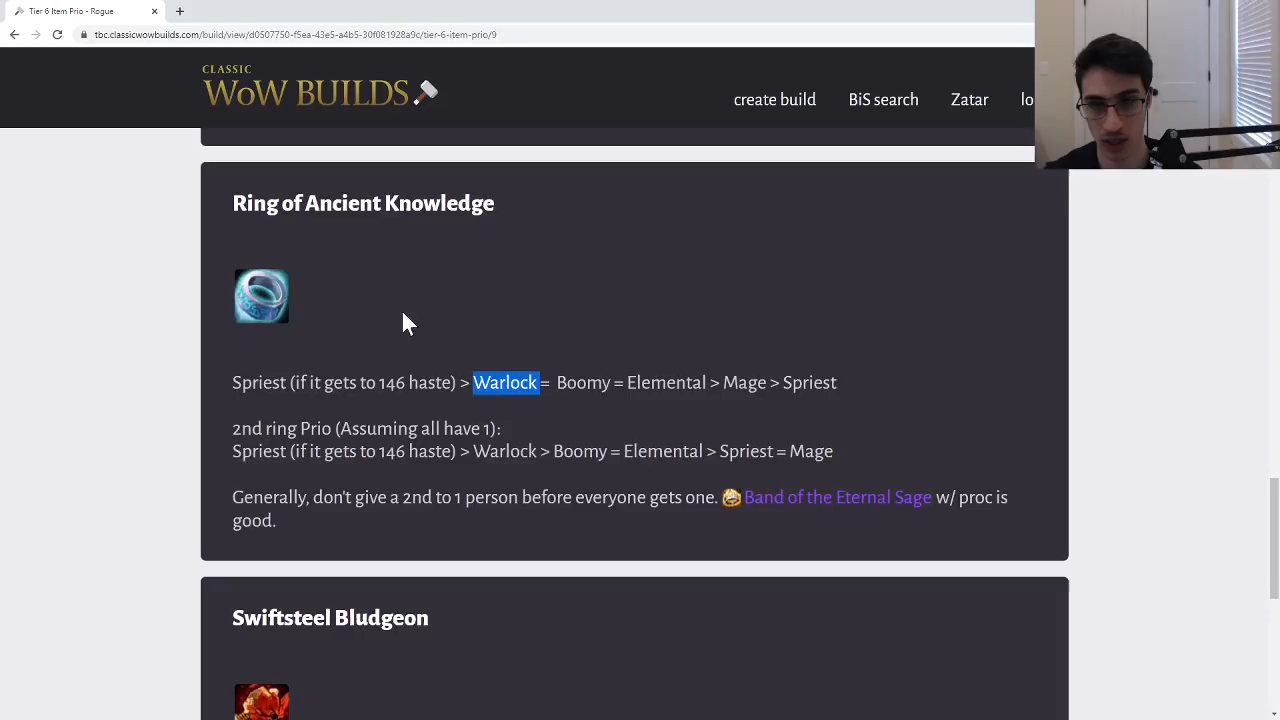 Tier 6 Item Prio - Rogue
tbc.classicwowbuilds.com/build/view/d0507750-f5ea-43e5-a4b5-30f081928a9c/tier-6-item-prio/9
CLASSIC
WoW BUILDS
create build BiS search Zatar lo
Ring of Ancient Knowledge
Spriest (if it gets to 146 haste) > Warlock = Boomy = Elemental > Mage > Spriest
2nd ring Prio (Assuming all have 1):
Spriest (if it gets to 146 haste) > Warlock > Boomy = Elemental > Spriest = Mage
Generally, don't give a 2nd to 1 person before everyone gets one. Band of the Eternal Sage w/ proc is
good.
Swiftsteel Bludgeon